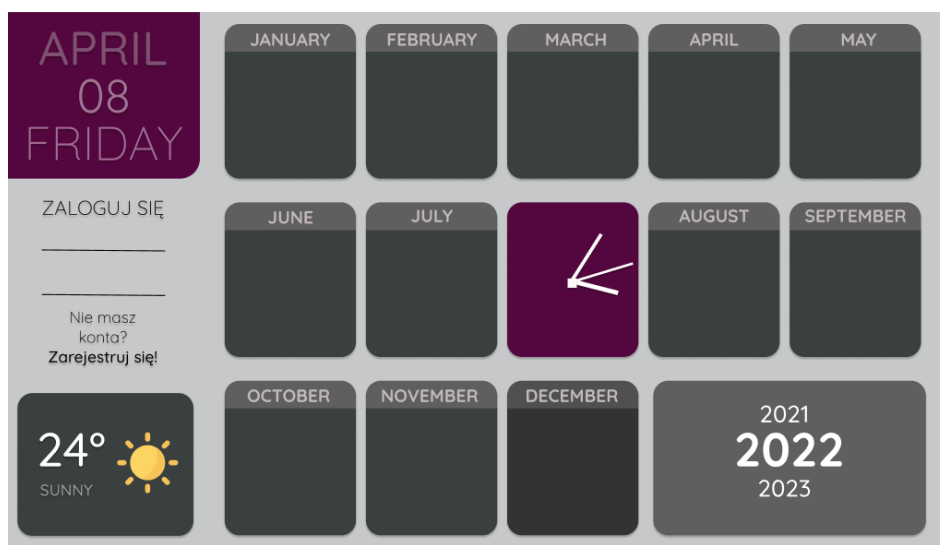 APRIL
08
FRIDAY
ZALOGUJ SIĘ
Nie masz
konta?
Zarejestruj się!
24°
SUNNY
JANUARY
FEBRUARY
MARCH
APRIL
MAY
JUNE
JULY
AUGUST
SEPTEMBER
OCTOBER
NOVEMBER
DECEMBER
2021
2022
2023